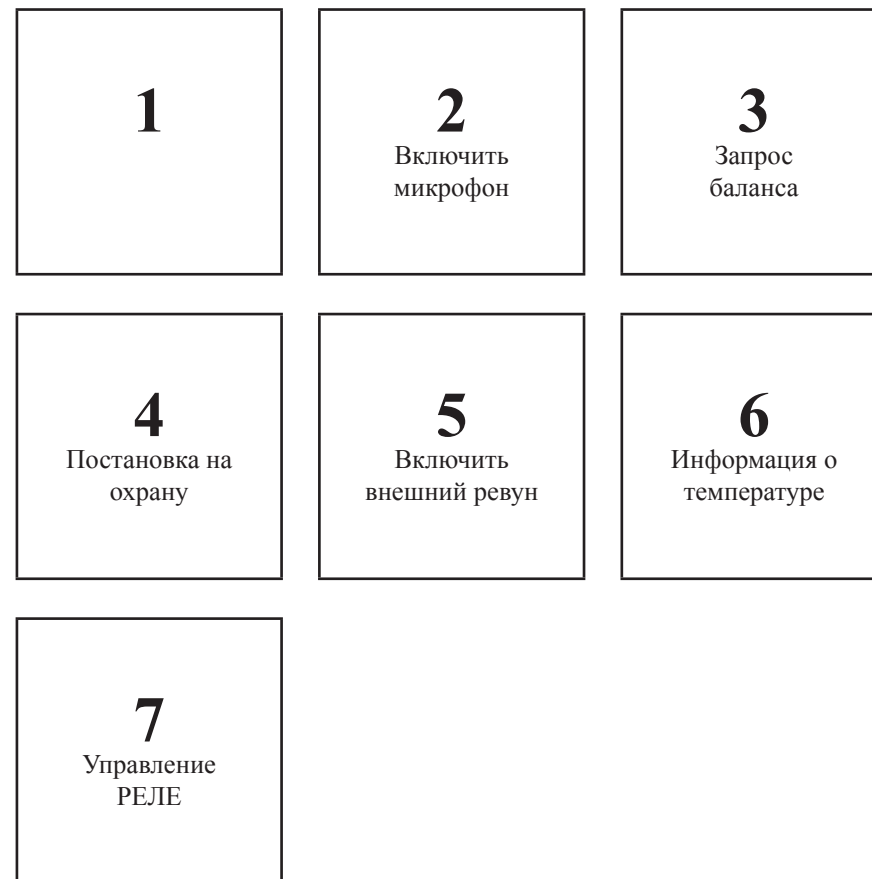 1
2
Включить
микрофон
3
Запрос
баланса
4
Постановка на
охрану
5
Включить
внешний ревун
6
Информация о
температуре
7
Управление
РЕЛЕ